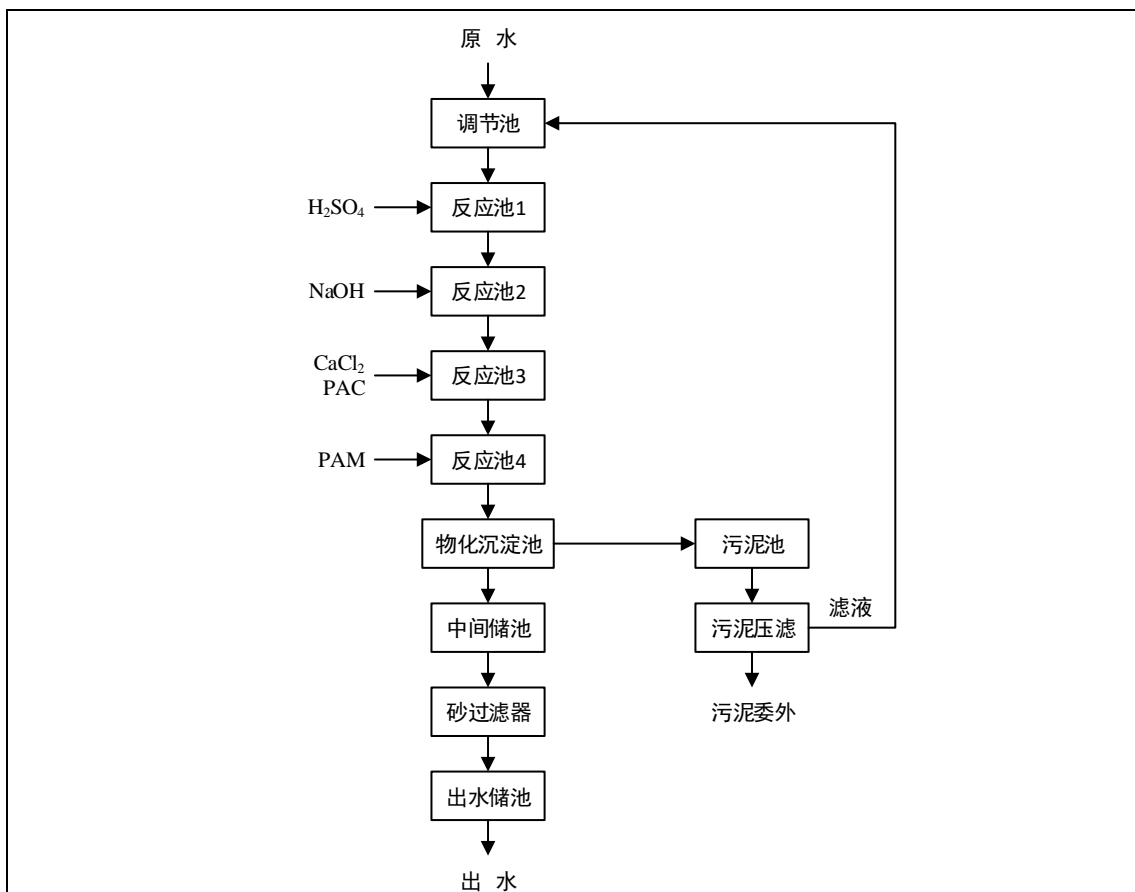 原 水
调节池
H₂SO₄
反应池1
NaOH
反应池2
CaCl₂
PAC
反应池3
PAM
反应池4
物化沉淀池
污泥池
中间储池
污泥压滤
滤液
砂过滤器
污泥委外
出水储池
出 水